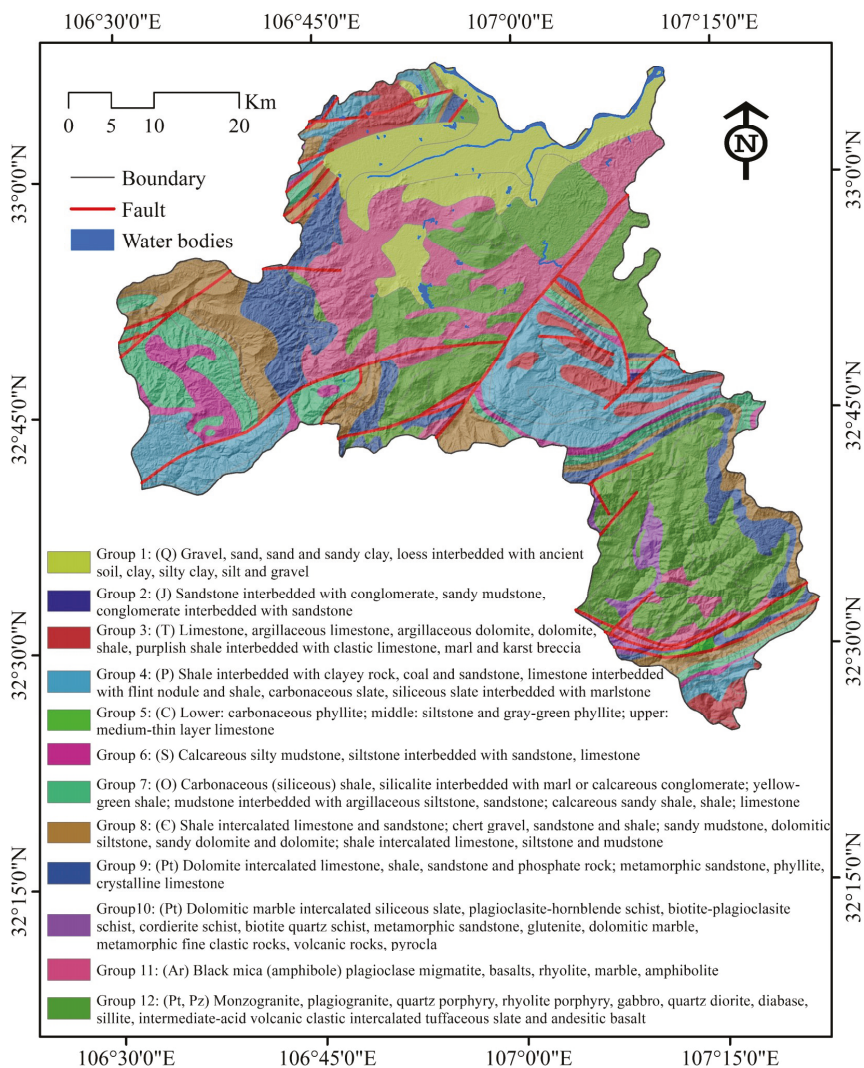 106°30'0"E 106°45'0"E 107°0'0"E 107°15'0"E
33°0'0"N
32°45'0"N
32°30'0"N
32°15'0"N
Km
0 5 10 20
N
Boundary
Fault
Water bodies
33°0'0"N
32°45'0"N
32°30'0"N
32°15'0"N
Group 1: (Q) Gravel, sand, sand and sandy clay, loess interbedded with ancient
soil, clay, silty clay, silt and gravel
Group 2: (J) Sandstone interbedded with conglomerate, sandy mudstone,
conglomerate interbedded with sandstone
Group 3: (T) Limestone, argillaceous limestone, argillaceous dolomite, dolomite,
shale, purplish shale interbedded with clastic limestone, marl and karst breccia
Group 4: (P) Shale interbedded with clayey rock, coal and sandstone, limestone interbedded
with flint nodule and shale, carbonaceous slate, siliceous slate interbedded with marlstone
Group 5: (C) Lower: carbonaceous phyllite; middle: siltstone and gray-green phyllite; upper:
medium-thin layer limestone
Group 6: (S) Calcareous silty mudstone, siltstone interbedded with sandstone, limestone
Group 7: (O) Carbonaceous (siliceous) shale, silicalite interbedded with marl or calcareous conglomerate; yellow-
green shale; mudstone interbedded with argillaceous siltstone, sandstone; calcareous sandy shale, shale; limestone
Group 8: (Є) Shale intercalated limestone and sandstone; chert gravel, sandstone and shale; sandy mudstone, dolomitic
siltstone, sandy dolomite and dolomite; shale intercalated limestone, siltstone and mudstone
Group 9: (Pt) Dolomite intercalated limestone, shale, sandstone and phosphate rock; metamorphic sandstone, phyllite,
crystalline limestone
Group10: (Pt) Dolomitic marble intercalated siliceous slate, plagioclasite-hornblende schist, biotite-plagioclasite
schist, cordierite schist, biotite quartz schist, metamorphic sandstone, glutenite, dolomitic marble,
metamorphic fine clastic rocks, volcanic rocks, pyrocla
Group 11: (Ar) Black mica (amphibole) plagioclase migmatite, basalts, rhyolite, marble, amphibolite
Group 12: (Pt, Pz) Monzogranite, plagiogranite, quartz porphyry, rhyolite porphyry, gabbro, quartz diorite, diabase,
sillite, intermediate-acid volcanic clastic intercalated tuffaceous slate and andesitic basalt
106°30'0"E 106°45'0"E 107°0'0"E 107°15'0"E